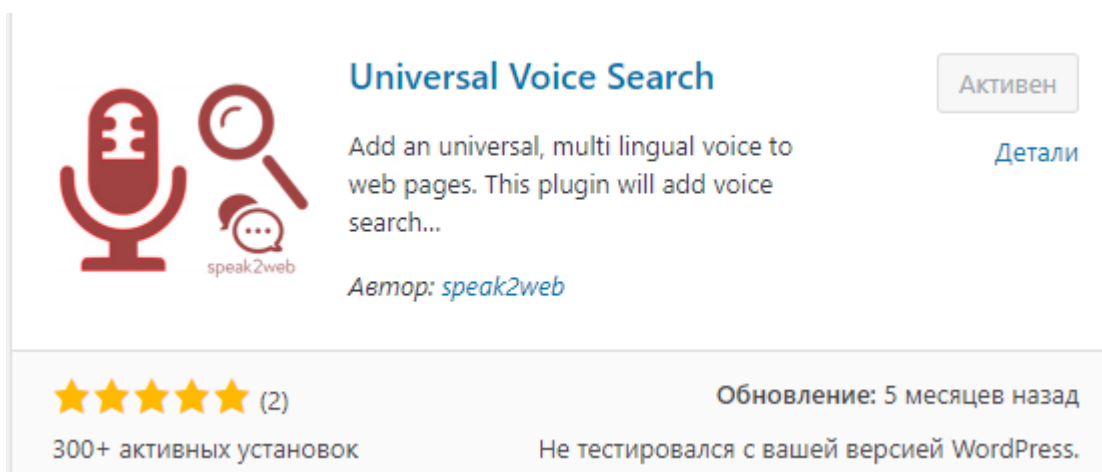 Universal Voice Search
Активен
Add an universal, multi lingual voice to
web pages. This plugin will add voice
search...
Детали
speak2web
Автор: speak2web
(2)
Обновление: 5 месяцев назад
300+ активных установок
Не тестировался с вашей версией WordPress.